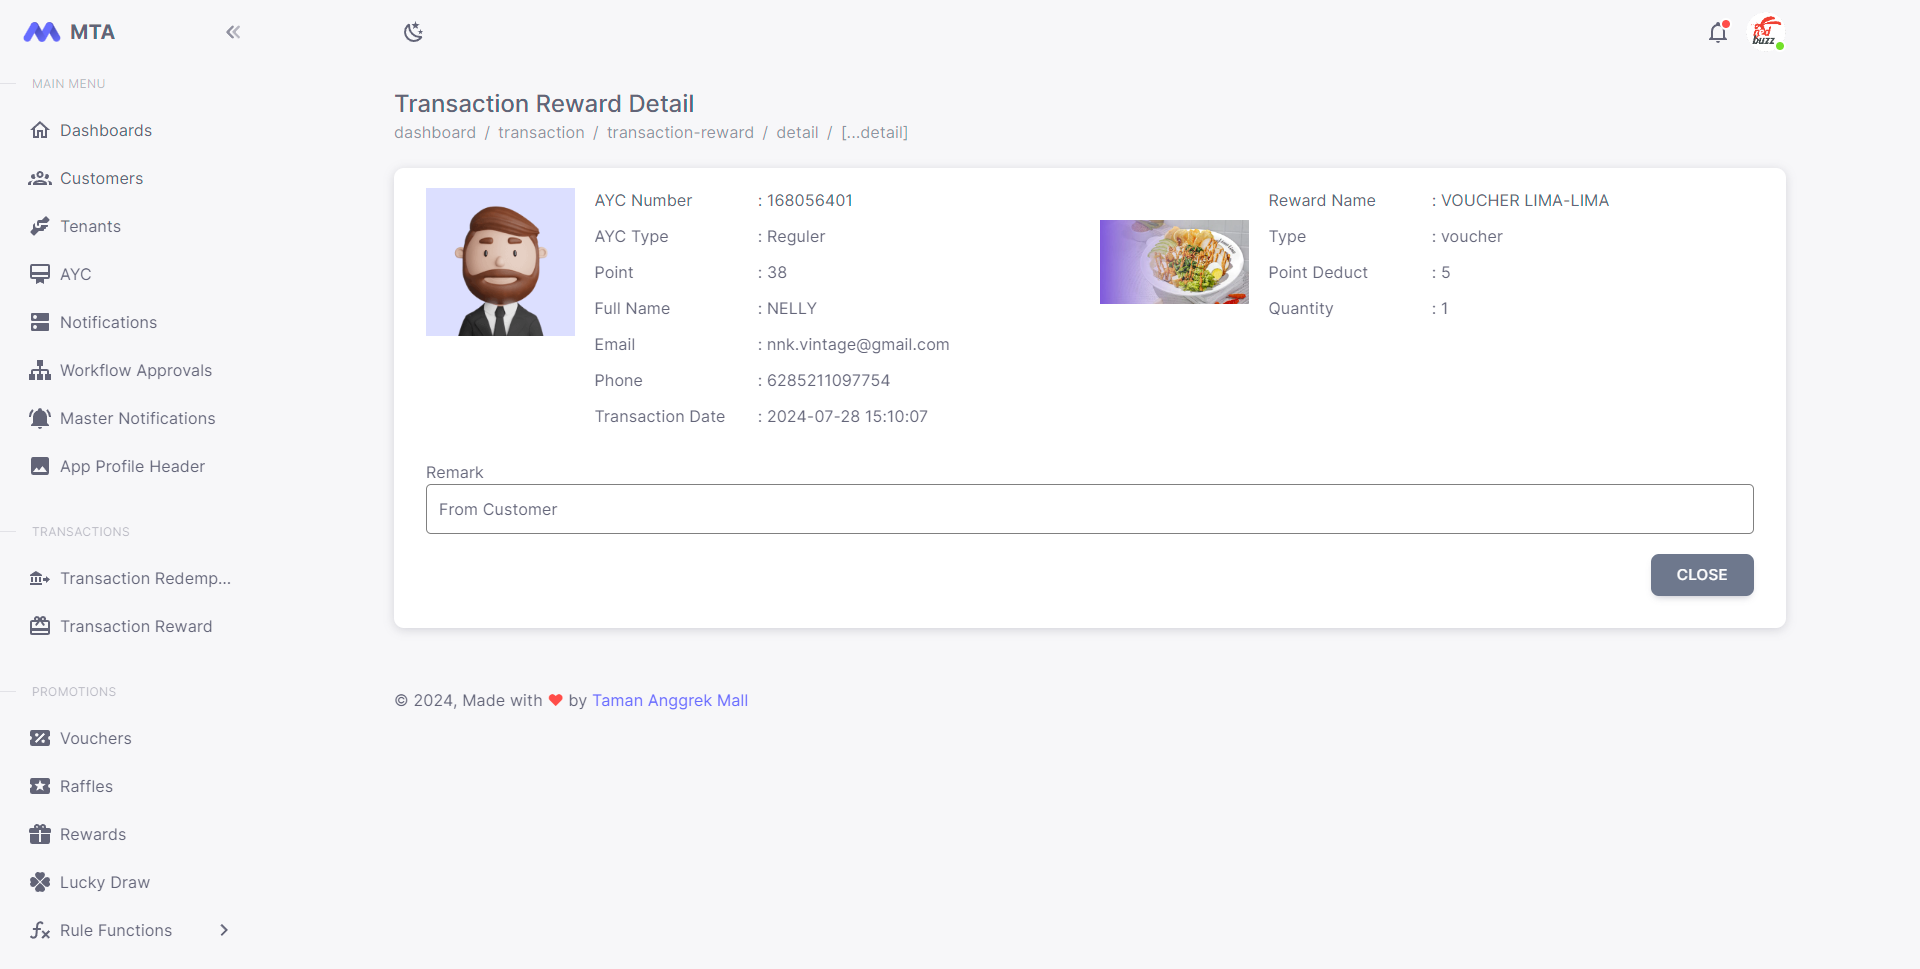 MTA
MAIN MENU
Dashboards
Customers
Tenants
AYC
Notifications
Workflow Approvals
Master Notifications
App Profile Header
TRANSACTIONS
Transaction Redemp...
Transaction Reward
PROMOTIONS
Vouchers
Raffles
Rewards
Lucky Draw
Rule Functions
buzz
Transaction Reward Detail
dashboard / transaction / transaction-reward / detail / [...detail]
AYC Number : 168056401
AYC Type : Reguler
Point : 38
Full Name : NELLY
Email : nnk.vintage@gmail.com
Phone : 6285211097754
Transaction Date : 2024-07-28 15:10:07
Reward Name : VOUCHER LIMA-LIMA
Type : voucher
Point Deduct : 5
Quantity : 1
Remark
From Customer
CLOSE
© 2024, Made with ❤ by Taman Anggrek Mall